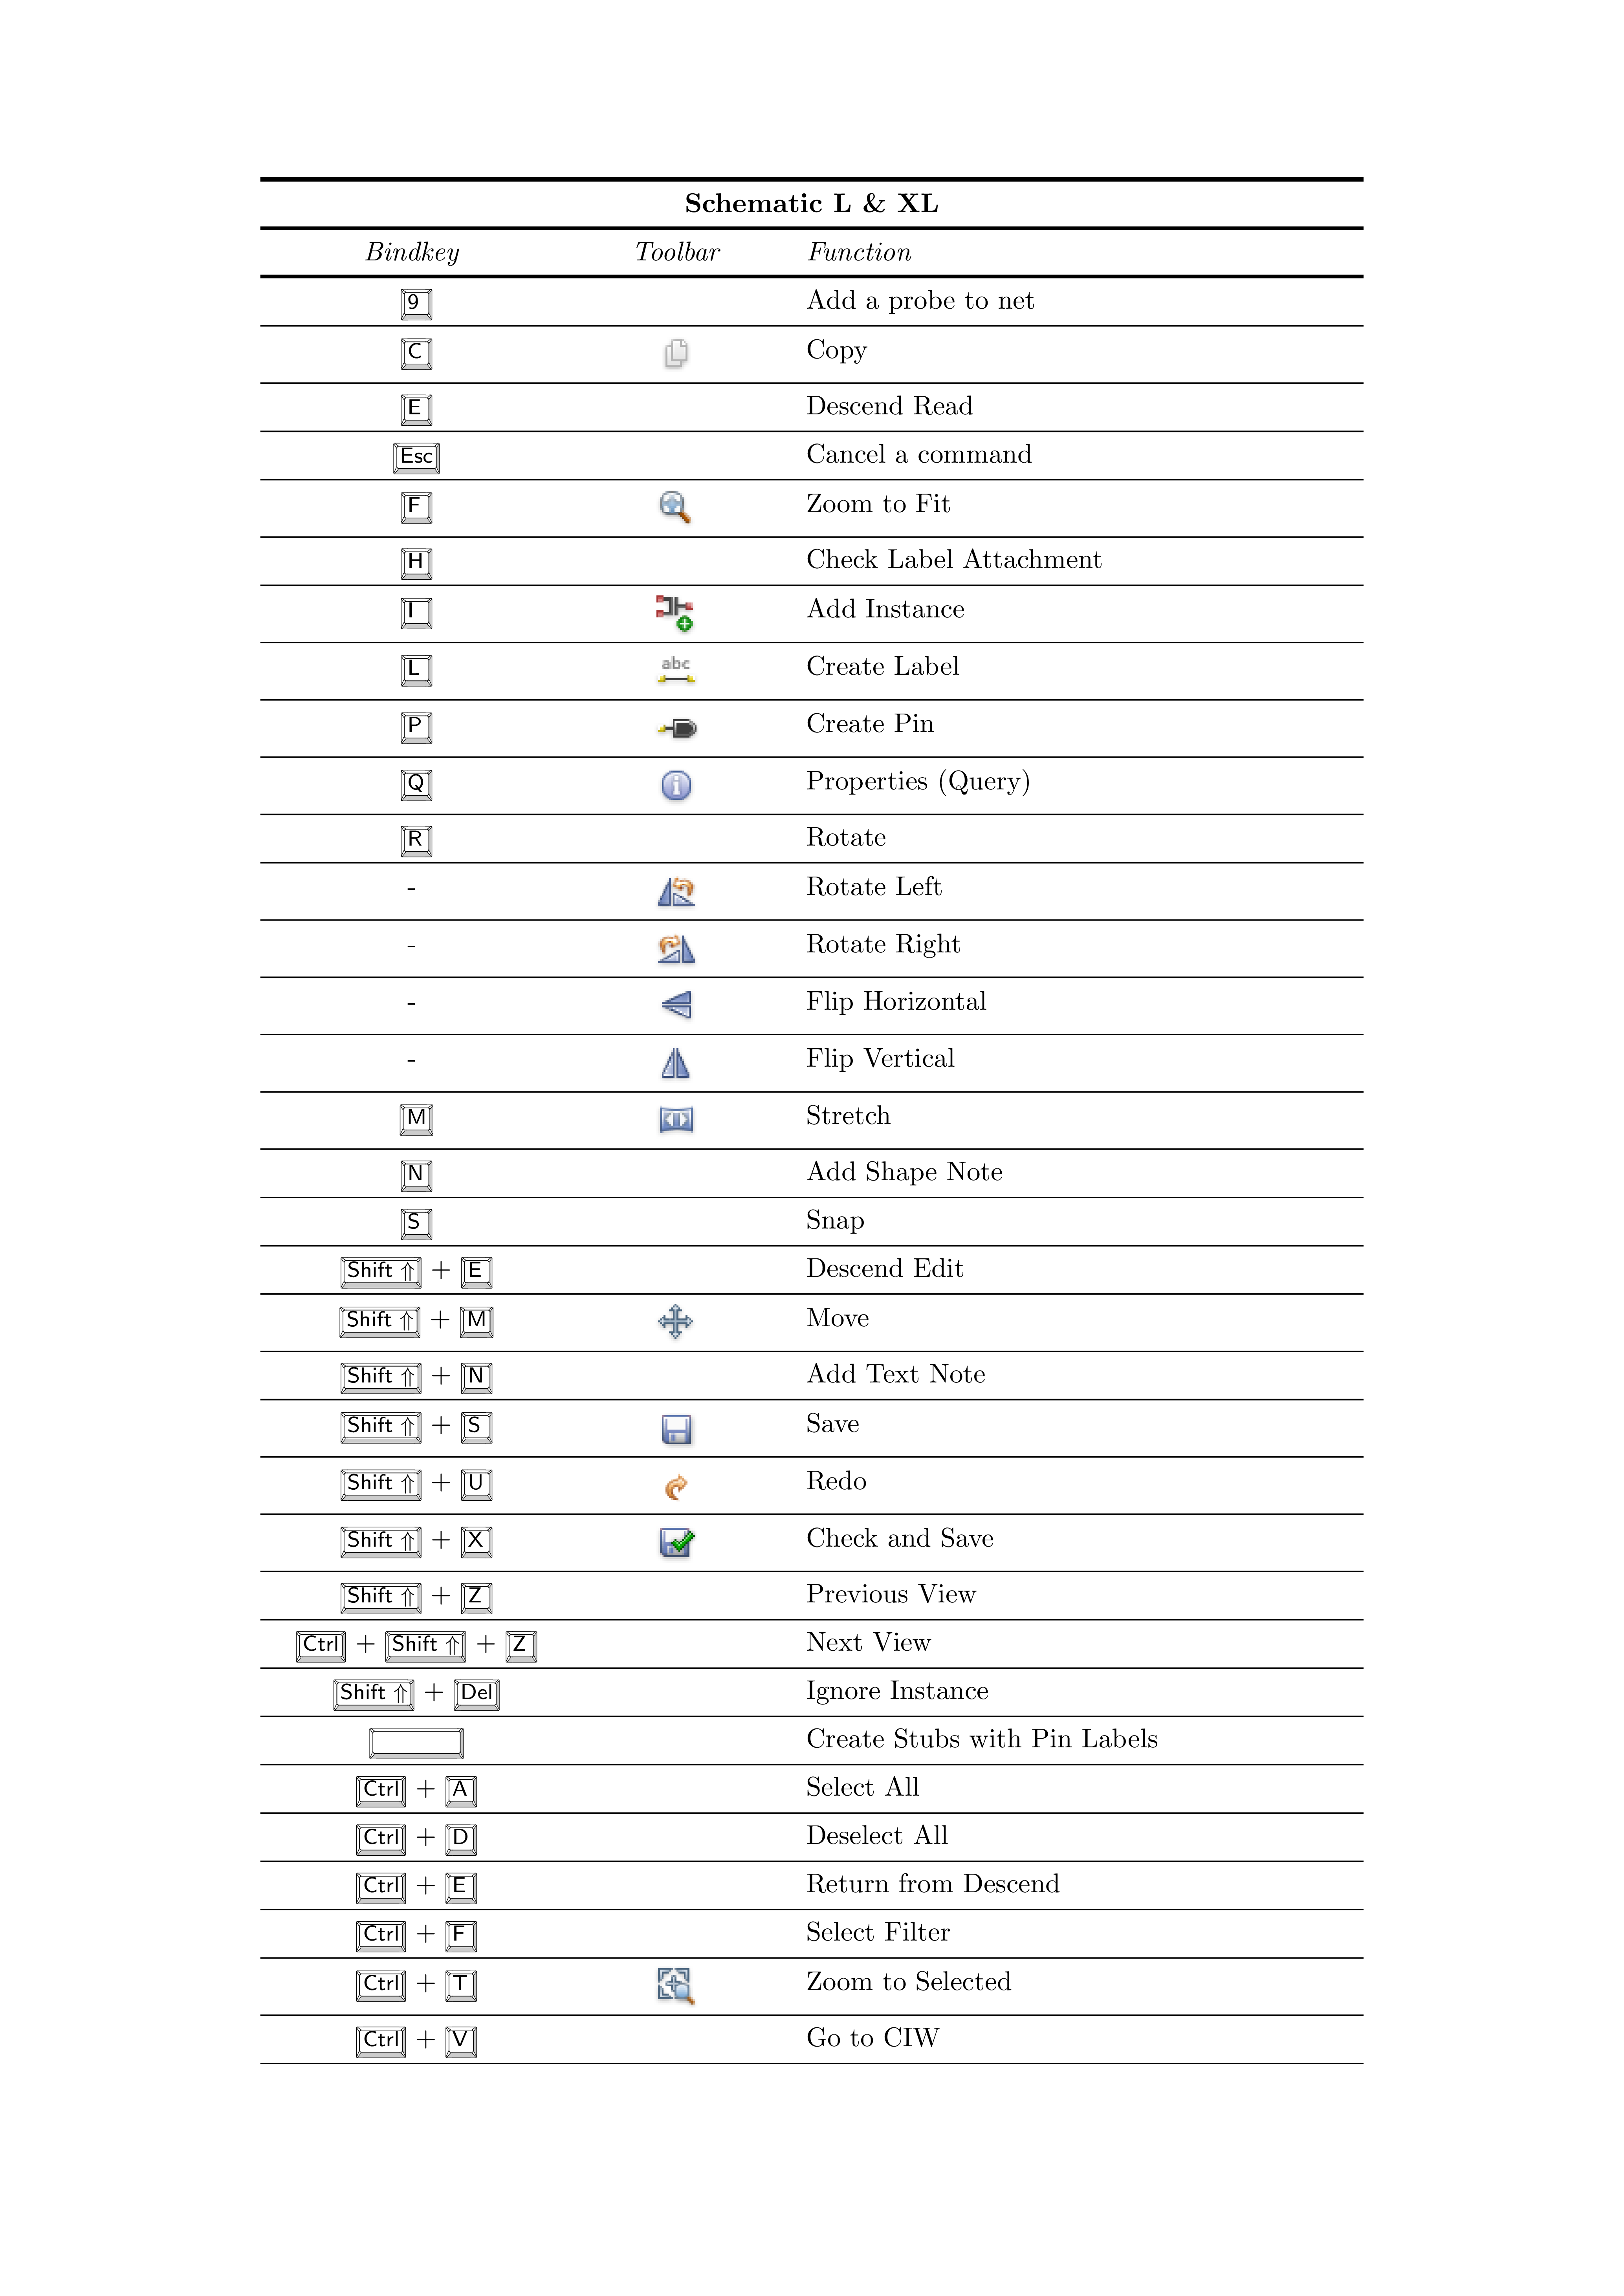 Schematic L & XL
Bindkey Toolbar Function
9 Add a probe to net
C Copy
E Descend Read
Esc Cancel a command
F Zoom to Fit
H Check Label Attachment
I Add Instance
L abc Create Label
P Create Pin
Q Properties (Query)
R Rotate
- Rotate Left
- Rotate Right
- Flip Horizontal
- Flip Vertical
M Stretch
N Add Shape Note
S Snap
Shift ⇑ + E Descend Edit
Shift ⇑ + M Move
Shift ⇑ + N Add Text Note
Shift ⇑ + S Save
Shift ⇑ + U Redo
Shift ⇑ + X Check and Save
Shift ⇑ + Z Previous View
Ctrl + Shift ⇑ + Z Next View
Shift ⇑ + Del Ignore Instance
Create Stubs with Pin Labels
Ctrl + A Select All
Ctrl + D Deselect All
Ctrl + E Return from Descend
Ctrl + F Select Filter
Ctrl + T Zoom to Selected
Ctrl + V Go to CIW